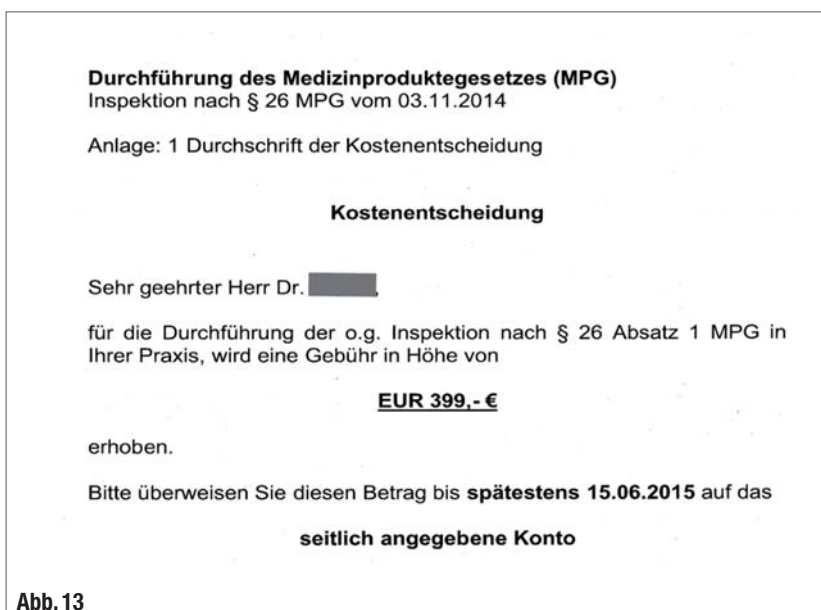 Durchführung des Medizinproduktegesetzes (MPG)
Inspektion nach § 26 MPG vom 03.11.2014
Anlage: 1 Durchschrift der Kostenentscheidung
Kostenentscheidung
Sehr geehrter Herr Dr. ,
für die Durchführung der o.g. Inspektion nach § 26 Absatz 1 MPG in
Ihrer Praxis, wird eine Gebühr in Höhe von
EUR 399,- €
erhoben.
Bitte überweisen Sie diesen Betrag bis spätestens 15.06.2015 auf das
seitlich angegebene Konto
Abb. 13